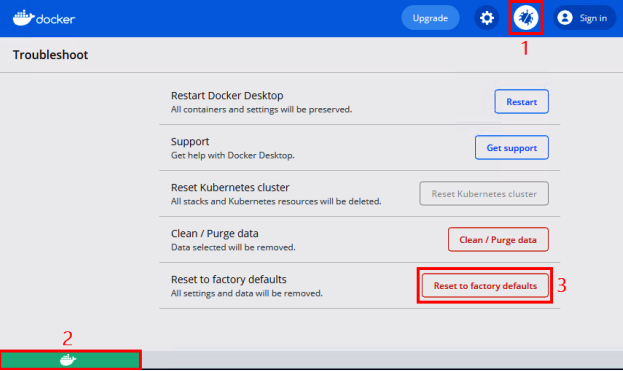 docker
Upgrade
Sign in
1
Troubleshoot
Restart Docker Desktop
All containers and settings will be preserved.
Restart
Support
Get help with Docker Desktop.
Get support
Reset Kubernetes cluster
All stacks and Kubernetes resources will be deleted.
Reset Kubernetes cluster
Clean / Purge data
Data selected will be removed.
Clean / Purge data
Reset to factory defaults
All settings and data will be removed.
Reset to factory defaults
3
2